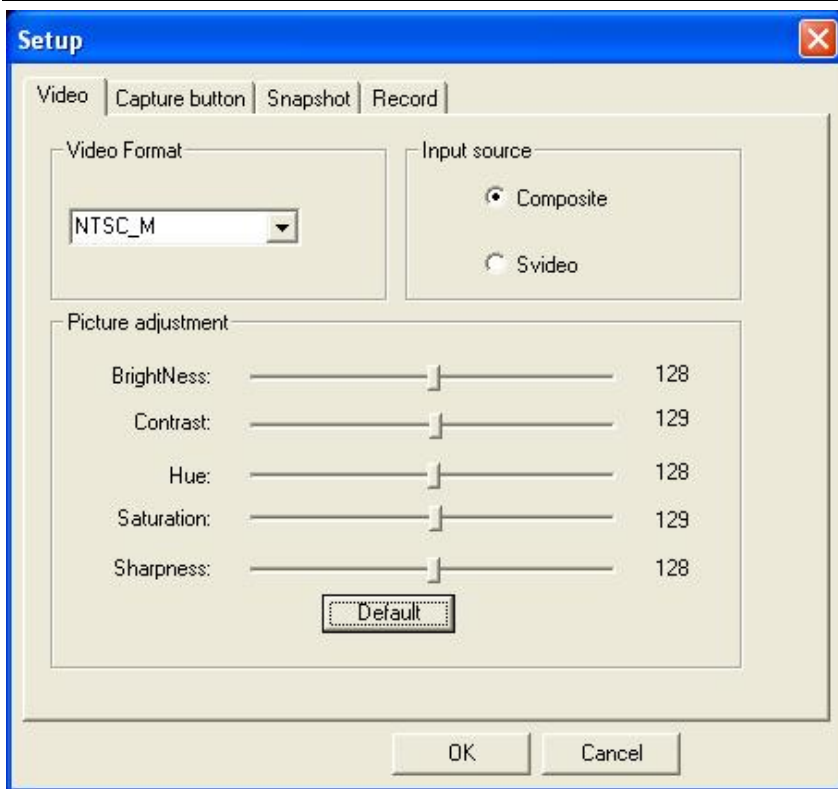 Setup
Video Capture button Snapshot Record
Video Format
NTSC_M
Input source
Composite
Svideo
Picture adjustment
BrightNess: 128
Contrast: 129
Hue: 128
Saturation: 129
Sharpness: 128
Default
OK Cancel